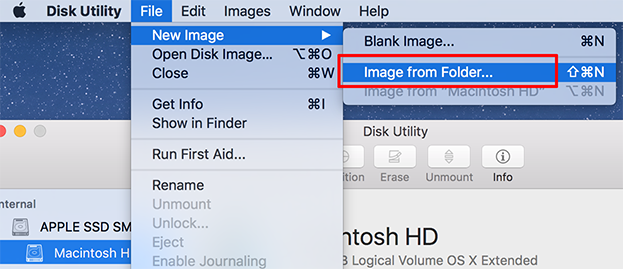 Disk Utility File Edit Images Window Help
New Image ▶
Blank Image... ⌘N
Open Disk Image... ⌥⌘O
Image from Folder... ⇧⌘N
Close ⌘W
Image from "Macintosh HD" ⌥⌘N
Get Info ⌘I
Show in Finder
Disk Utility
Run First Aid...
Erase Unmount Info
Rename
Unmount
APPLE SSD SM
Unlock...
Macintosh H
Eject
Enable Journaling
ntosh HD
Logical Volume OS X Extended